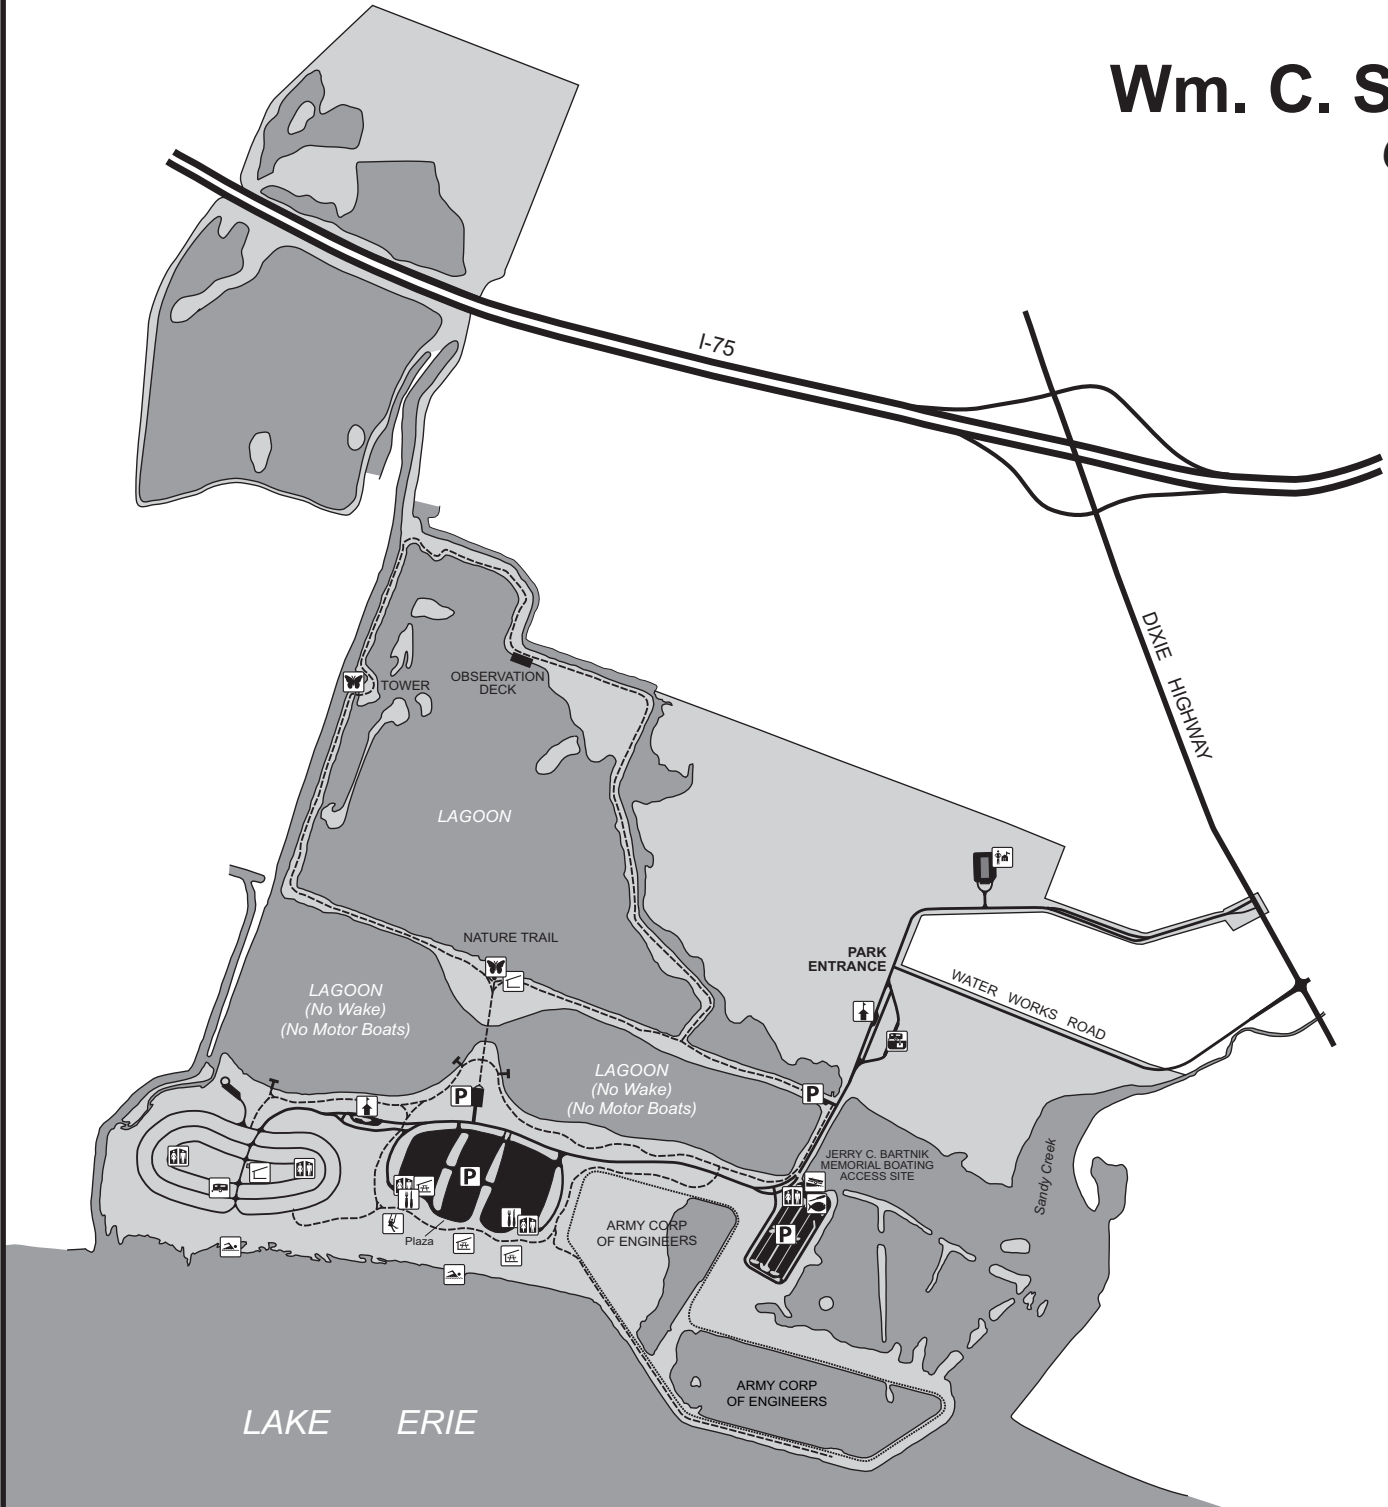 Wm. C. S
I-75
DIXIE HIGHWAY
TOWER
OBSERVATION
DECK
LAGOON
NATURE TRAIL
PARK
ENTRANCE
WATER WORKS ROAD
LAGOON
(No Wake)
(No Motor Boats)
LAGOON
(No Wake)
(No Motor Boats)
P
P
P
P
JERRY C. BARTNIK
MEMORIAL BOATING
ACCESS SITE
Sandy Creek
Plaza
ARMY CORP
OF ENGINEERS
ARMY CORP
OF ENGINEERS
LAKE ERIE